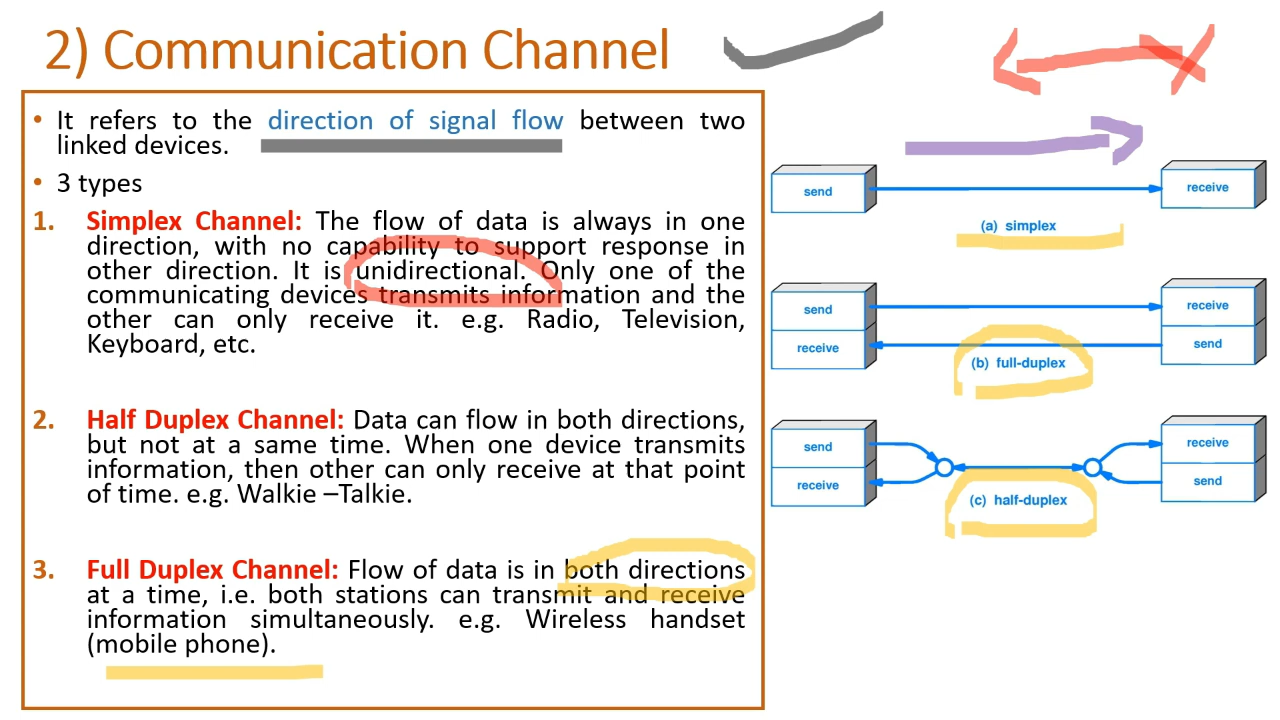 2) Communication Channel
• It refers to the direction of signal flow between two
linked devices.
• 3 types
1. Simplex Channel: The flow of data is always in one
direction, with no capability to support response in
other direction. It is unidirectional. Only one of the
communicating devices transmits information and the
other can only receive it. e.g. Radio, Television,
Keyboard, etc.
2. Half Duplex Channel: Data can flow in both directions,
but not at a same time. When one device transmits
information, then other can only receive at that point
of time. e.g. Walkie –Talkie.
3. Full Duplex Channel: Flow of data is in both directions
at a time, i.e. both stations can transmit and receive
information simultaneously. e.g. Wireless handset
(mobile phone).
send
receive
(a) simplex
send
receive
receive
send
(b) full-duplex
send
receive
receive
send
(c) half-duplex